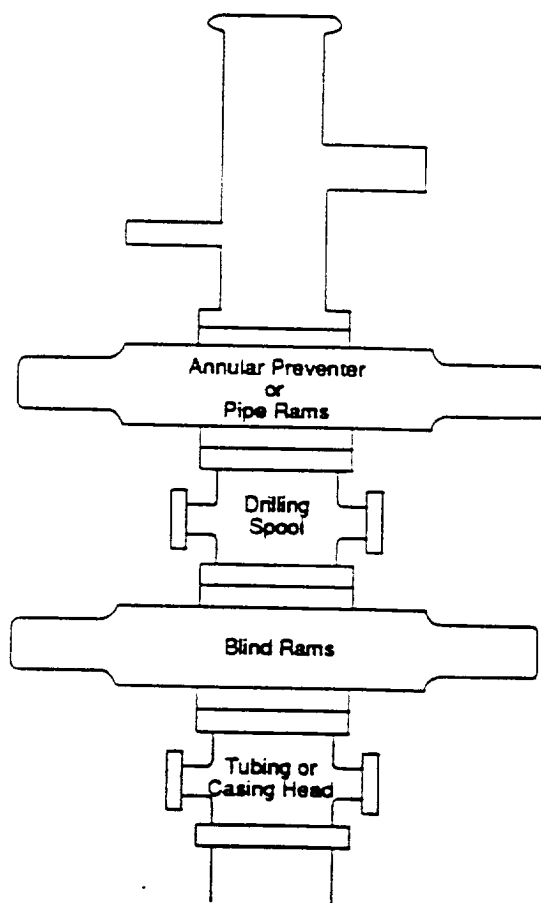 Annular Preventer
or
Pipe Rams
Drilling
Spool
Blind Rams
Tubing or
Casing Head